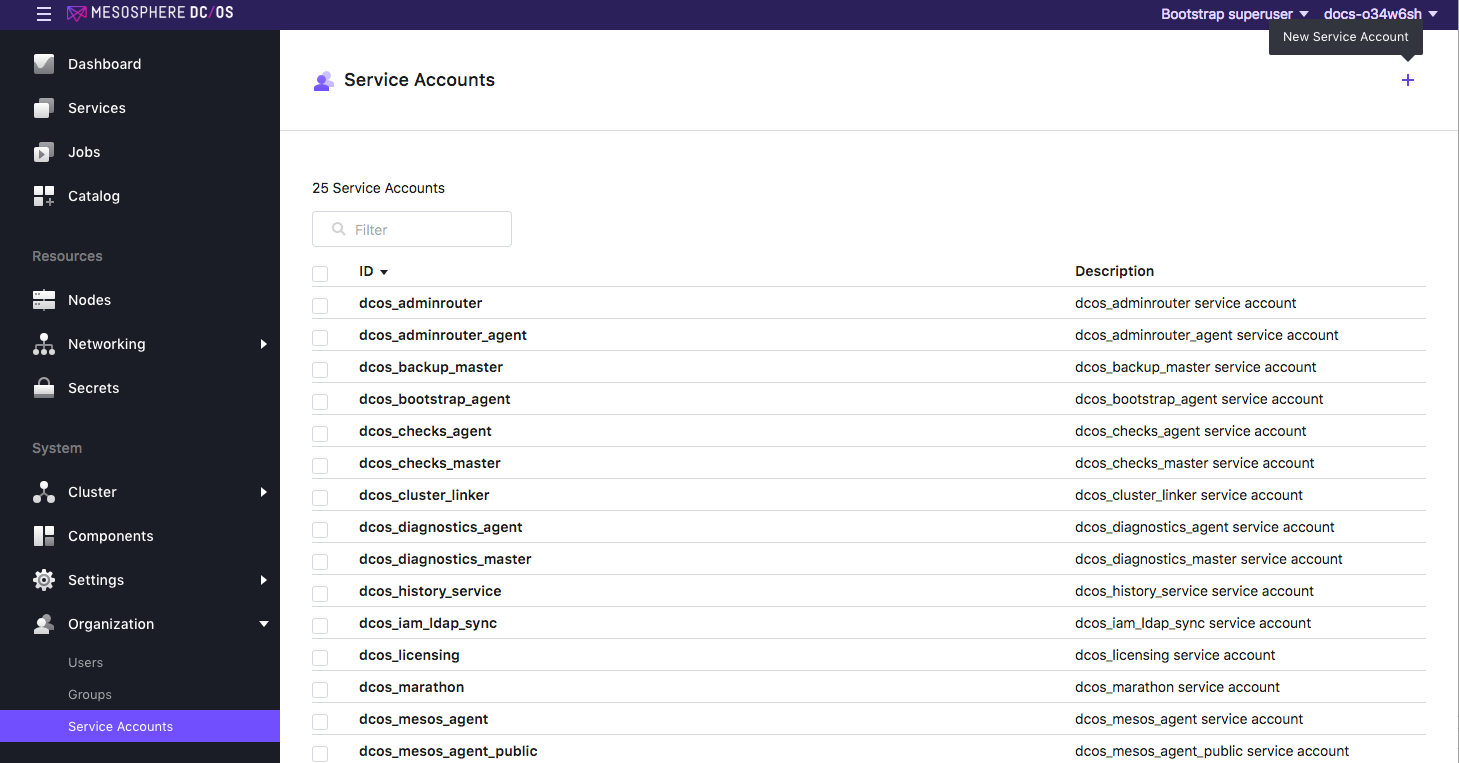 MESOSPHERE DC/OS
Bootstrap superuser
docs-o34w6sh
New Service Account
Dashboard
Services
Jobs
Catalog
Resources
Nodes
Networking
Secrets
System
Cluster
Components
Settings
Organization
Users
Groups
Service Accounts
Service Accounts
+
25 Service Accounts
Filter
ID Description
dcos_adminrouter dcos_adminrouter service account
dcos_adminrouter_agent dcos_adminrouter_agent service account
dcos_backup_master dcos_backup_master service account
dcos_bootstrap_agent dcos_bootstrap_agent service account
dcos_checks_agent dcos_checks_agent service account
dcos_checks_master dcos_checks_master service account
dcos_cluster_linker dcos_cluster_linker service account
dcos_diagnostics_agent dcos_diagnostics_agent service account
dcos_diagnostics_master dcos_diagnostics_master service account
dcos_history_service dcos_history_service service account
dcos_iam_ldap_sync dcos_iam_ldap_sync service account
dcos_licensing dcos_licensing service account
dcos_marathon dcos_marathon service account
dcos_mesos_agent dcos_mesos_agent service account
dcos_mesos_agent_public dcos_mesos_agent_public service account